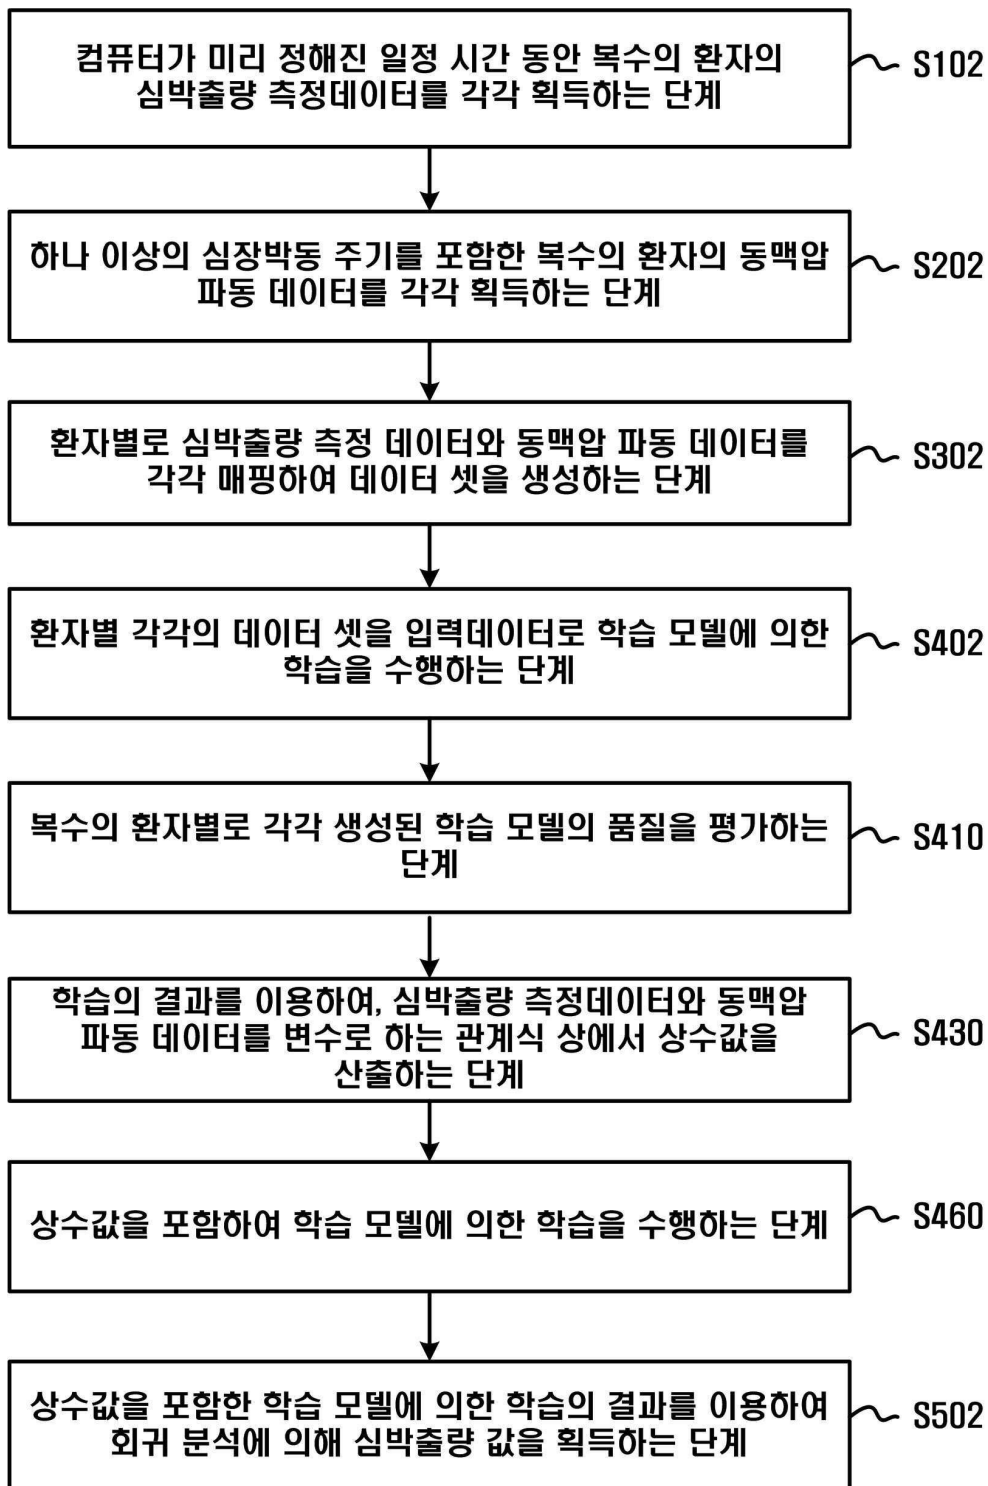 컴퓨터가 미리 정해진 일정 시간 동안 복수의 환자의
심박출량 측정데이터를 각각 획득하는 단계
S102
하나 이상의 심장박동 주기를 포함한 복수의 환자의 동맥압
파동 데이터를 각각 획득하는 단계
S202
환자별로 심박출량 측정 데이터와 동맥압 파동 데이터를
각각 매핑하여 데이터 셋을 생성하는 단계
S302
환자별 각각의 데이터 셋을 입력데이터로 학습 모델에 의한
학습을 수행하는 단계
S402
복수의 환자별로 각각 생성된 학습 모델의 품질을 평가하는
단계
S410
학습의 결과를 이용하여, 심박출량 측정데이터와 동맥압
파동 데이터를 변수로 하는 관계식 상에서 상수값을
산출하는 단계
S430
상수값을 포함하여 학습 모델에 의한 학습을 수행하는 단계
S460
상수값을 포함한 학습 모델에 의한 학습의 결과를 이용하여
회귀 분석에 의해 심박출량 값을 획득하는 단계
S502